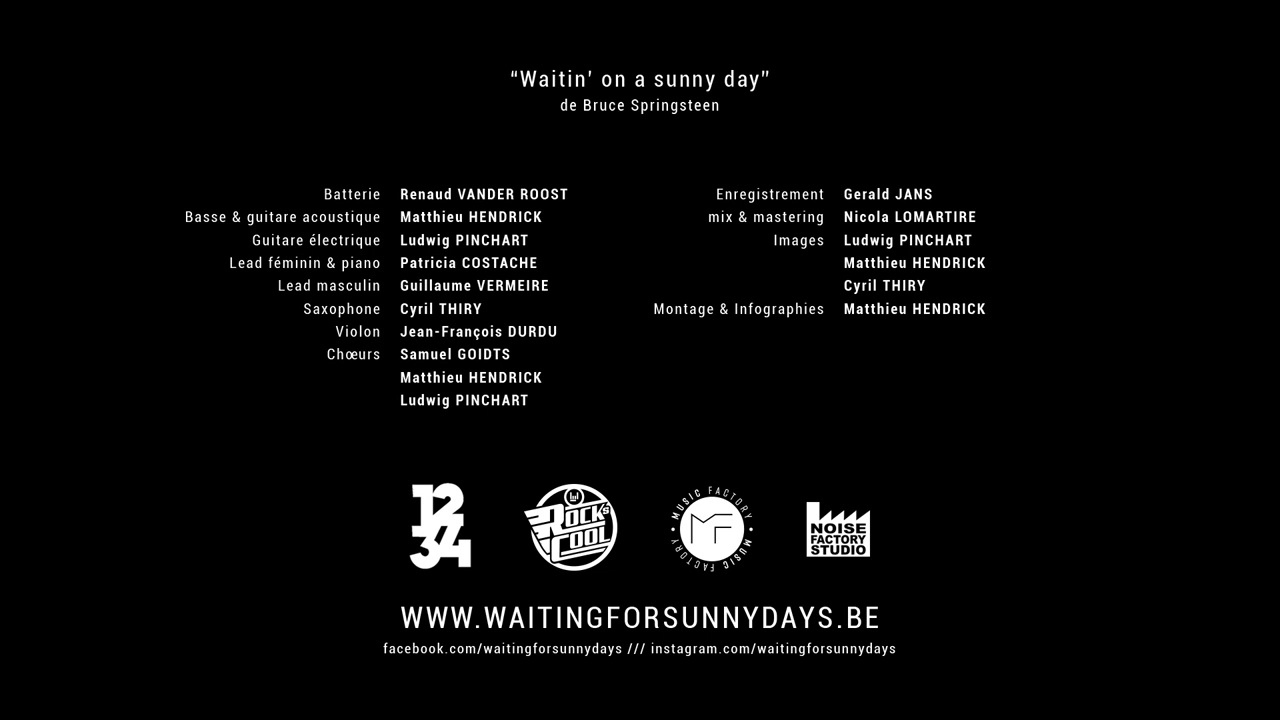 “Waitin’ on a sunny day”
de Bruce Springsteen
Batterie Renaud VANDER ROOST
Basse & guitare acoustique Matthieu HENDRICK
Guitare électrique Ludwig PINCHART
Lead féminin & piano Patricia COSTACHE
Lead masculin Guillaume VERMEIRE
Saxophone Cyril THIRY
Violon Jean-François DURDU
Chœurs Samuel GOIDTS
Matthieu HENDRICK
Ludwig PINCHART
Enregistrement Gerald JANS
mix & mastering Nicola LOMARTIRE
Images Ludwig PINCHART
Matthieu HENDRICK
Cyril THIRY
Montage & Infographies Matthieu HENDRICK
12
34
ROCK'S
COOL
MUSIC FACTORY • MUSIC FACTORY •
MF
NOISE
FACTORY
STUDIO
WWW.WAITINGFORSUNNYDAYS.BE
facebook.com/waitingforsunnydays /// instagram.com/waitingforsunnydays